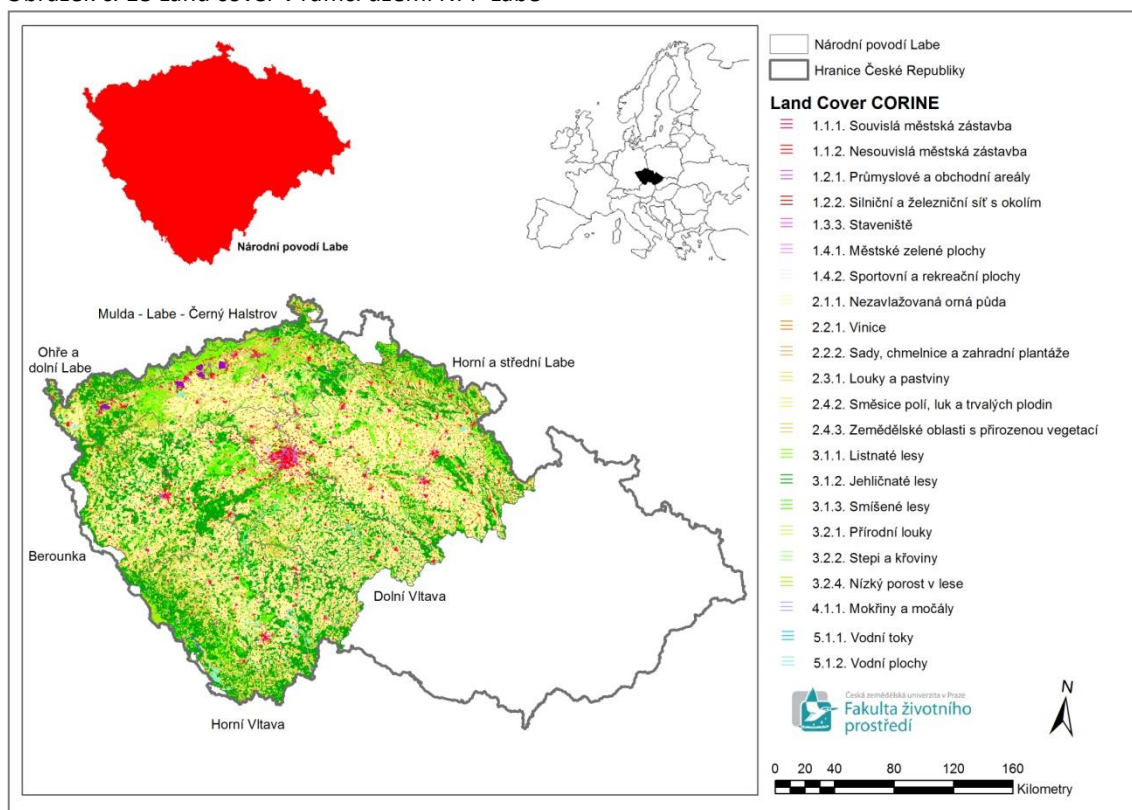 Národní povodí Labe
Mulda - Labe - Černý Halstrov
Ohře a
dolní Labe
Horní a střední Labe
Berounka
Dolní Vltava
Horní Vltava
Národní povodí Labe
Hranice České Republiky
Land Cover CORINE
1.1.1. Souvislá městská zástavba
1.1.2. Nesouvislá městská zástavba
1.2.1. Průmyslové a obchodní areály
1.2.2. Silniční a železniční síť s okolím
1.3.3. Staveniště
1.4.1. Městské zelené plochy
1.4.2. Sportovní a rekreační plochy
2.1.1. Nezavlažovaná orná půda
2.2.1. Vinice
2.2.2. Sady, chmelnice a zahradní plantáže
2.3.1. Louky a pastviny
2.4.2. Směsice polí, luk a trvalých plodin
2.4.3. Zemědělské oblasti s přirozenou vegetací
3.1.1. Listnaté lesy
3.1.2. Jehličnaté lesy
3.1.3. Smíšené lesy
3.2.1. Přírodní louky
3.2.2. Stepi a křoviny
3.2.4. Nízký porost v lese
4.1.1. Mokřiny a močály
5.1.1. Vodní toky
5.1.2. Vodní plochy
Česká zemědělská univerzita v Praze
Fakulta životního
prostředí
N
0 20 40 80 120 160
Kilometry